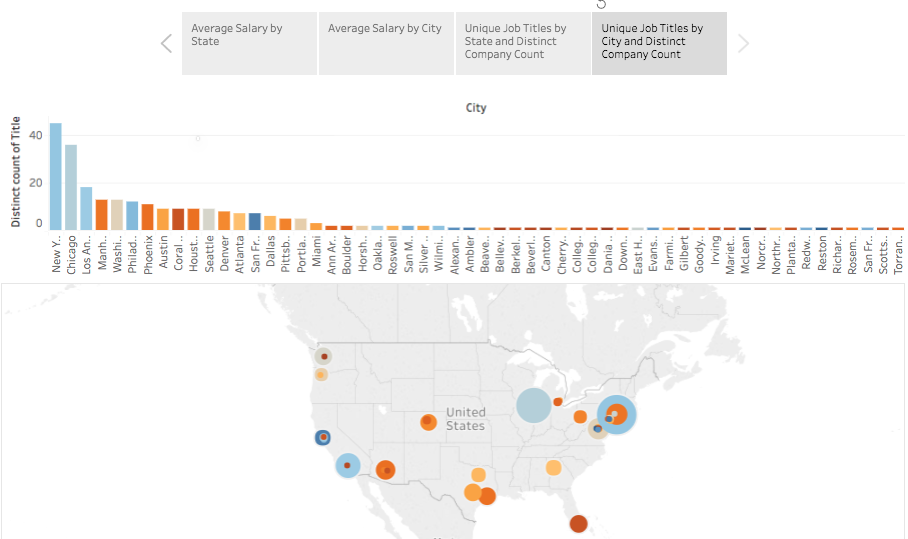 Average Salary by
State
Average Salary by City
Unique Job Titles by
State and Distinct
Company Count
Unique Job Titles by
City and Distinct
Company Count
City
Distinct count of Title
40
20
0
New Y..
Chicago
Los An..
Manh..
Washi..
Philad..
Phoenix
Austin
Coral ..
Houst..
Seattle
Denver
Atlanta
San Fr..
Dallas
Pittsb..
Portla..
Miami
Ann Ar..
Boulder
Horsh..
Oakla..
Roswell
San M..
Silver ..
Wilmi..
Alexan..
Ambler
Beave..
Bellev..
Berkel..
Beverl..
Canton
Cherry..
Colleg..
Colleg..
Dania ..
Down..
East H..
Evans..
Farmi..
Gilbert
Goody..
Irving
Mariet..
McLean
Norcr..
Northr..
Planta..
Redw..
Reston
Richar..
Rosem..
San Fr..
Scotts..
Torran..
United
States